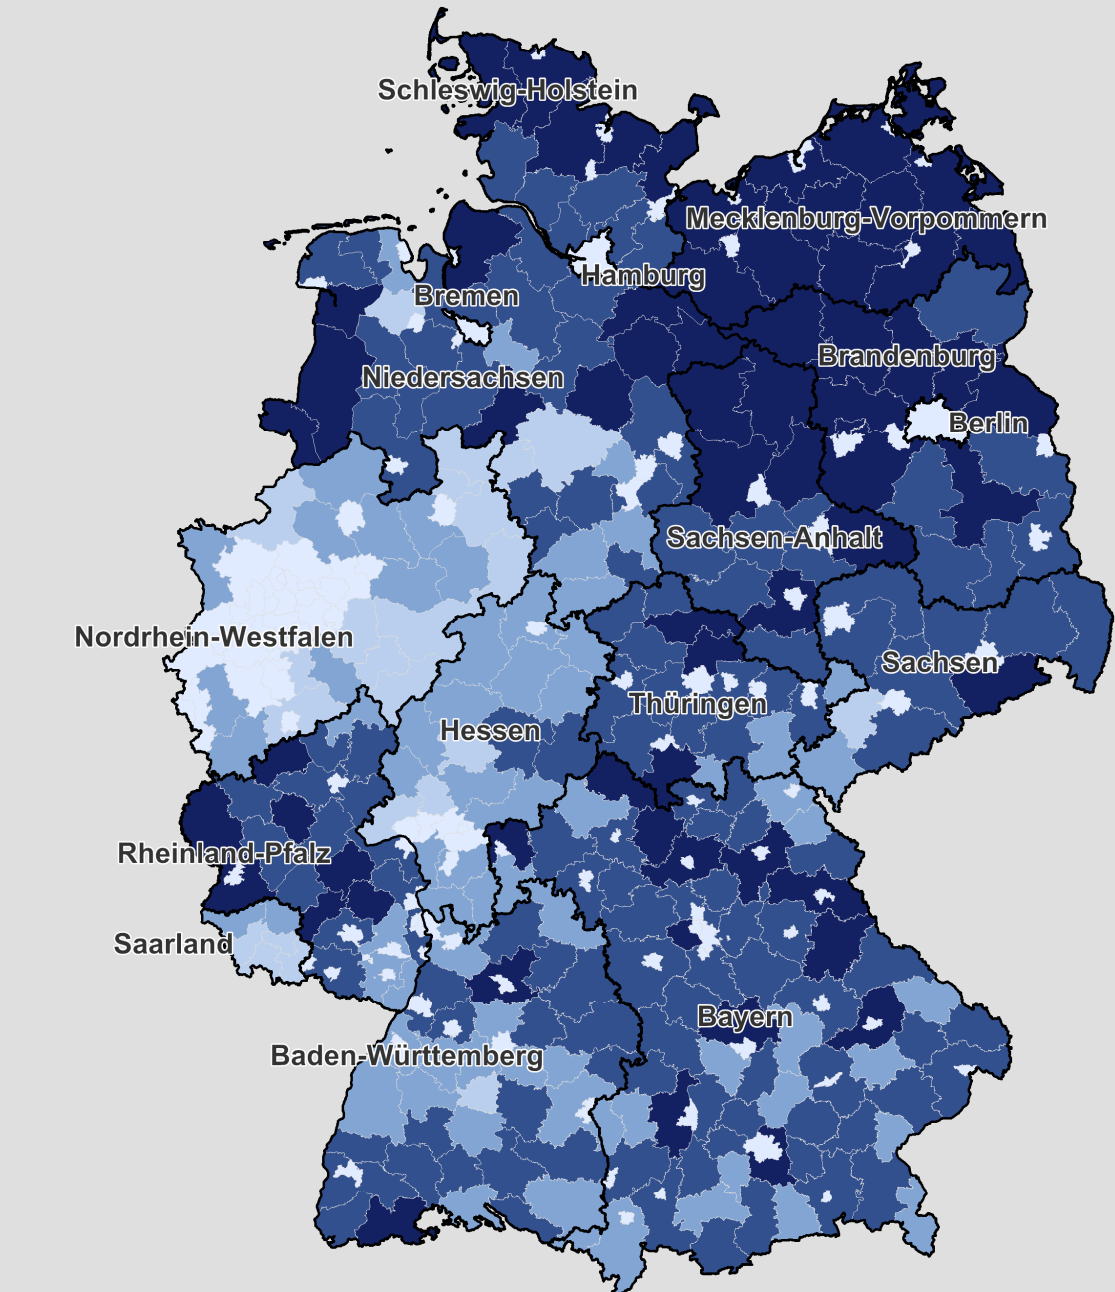 Schleswig-Holstein
Mecklenburg-Vorpommern
Hamburg
Bremen
Brandenburg
Niedersachsen
Berlin
Sachsen-Anhalt
Nordrhein-Westfalen
Sachsen
Thüringen
Hessen
Rheinland-Pfalz
Saarland
Bayern
Baden-Württemberg